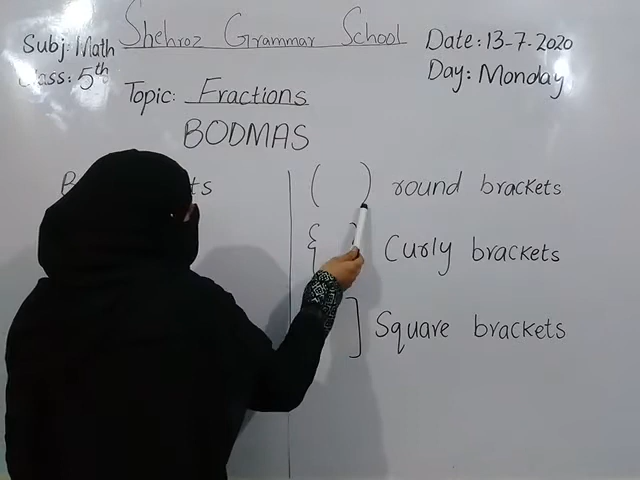 Shehroz Grammar School
Subj: Math
Class: 5th
Date: 13-7-2020
Day: Monday
Topic: Fractions
BODMAS
( ) round brackets
{ Curly brackets
] Square brackets